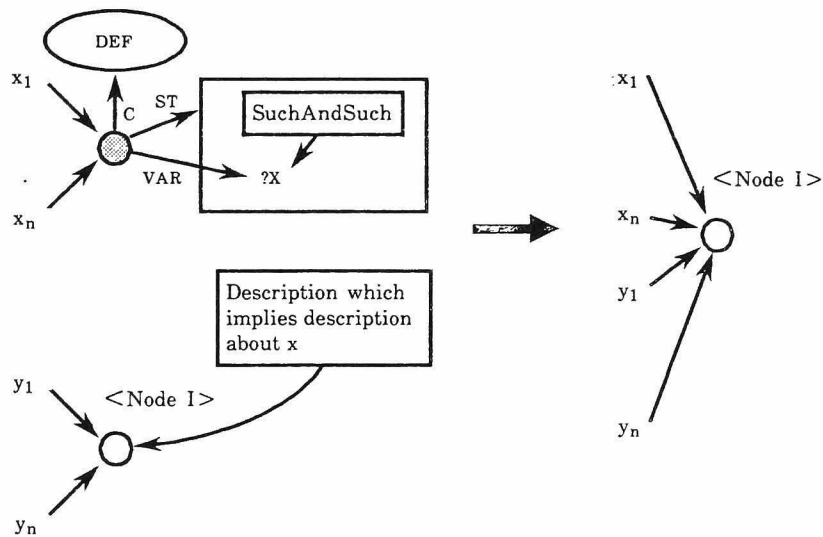 DEF
x1
C
ST
SuchAndSuch
VAR
?X
xn
Description which
implies description
about x
y1
<Node I>
yn
x1
<Node I>
xn
y1
yn